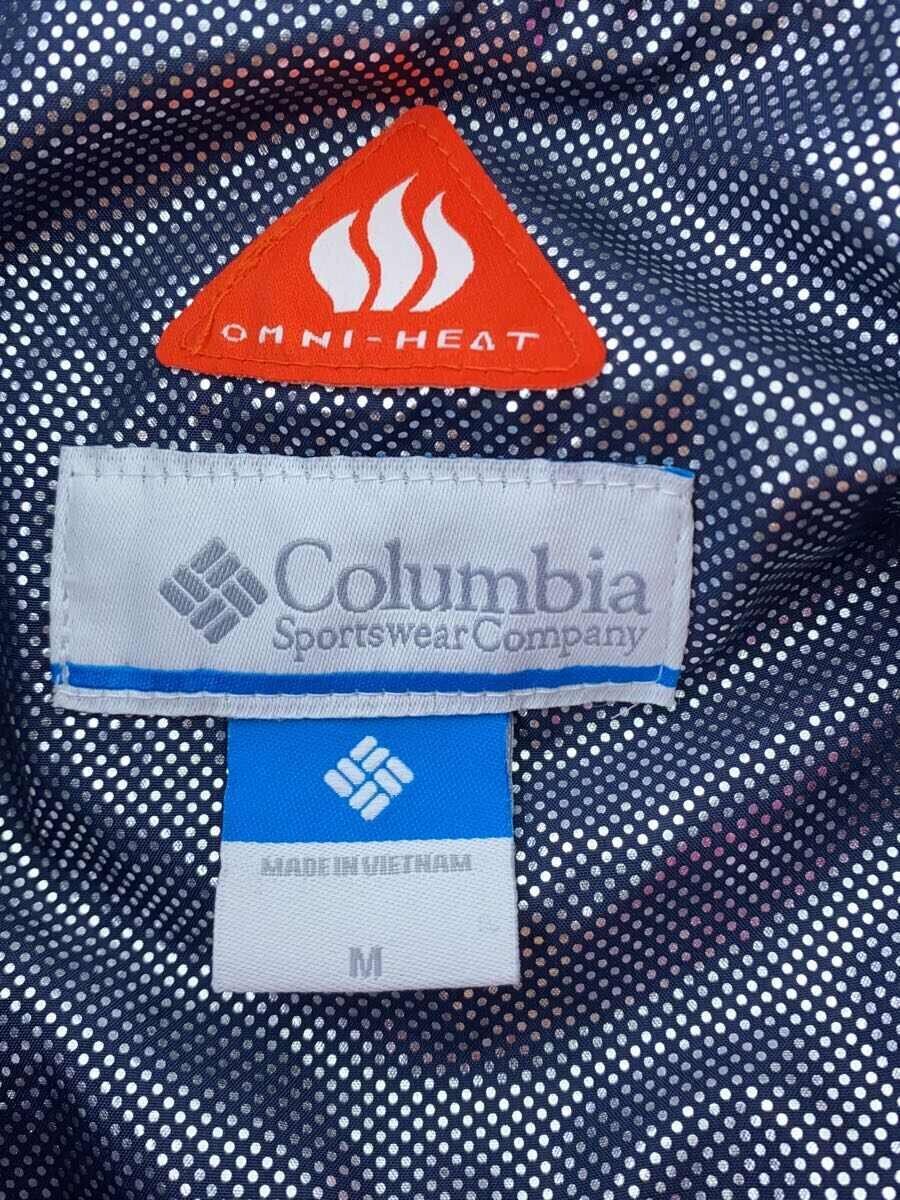 OMNI-HEAT
Columbia
Sportswear Company
MADE IN VIETNAM
M